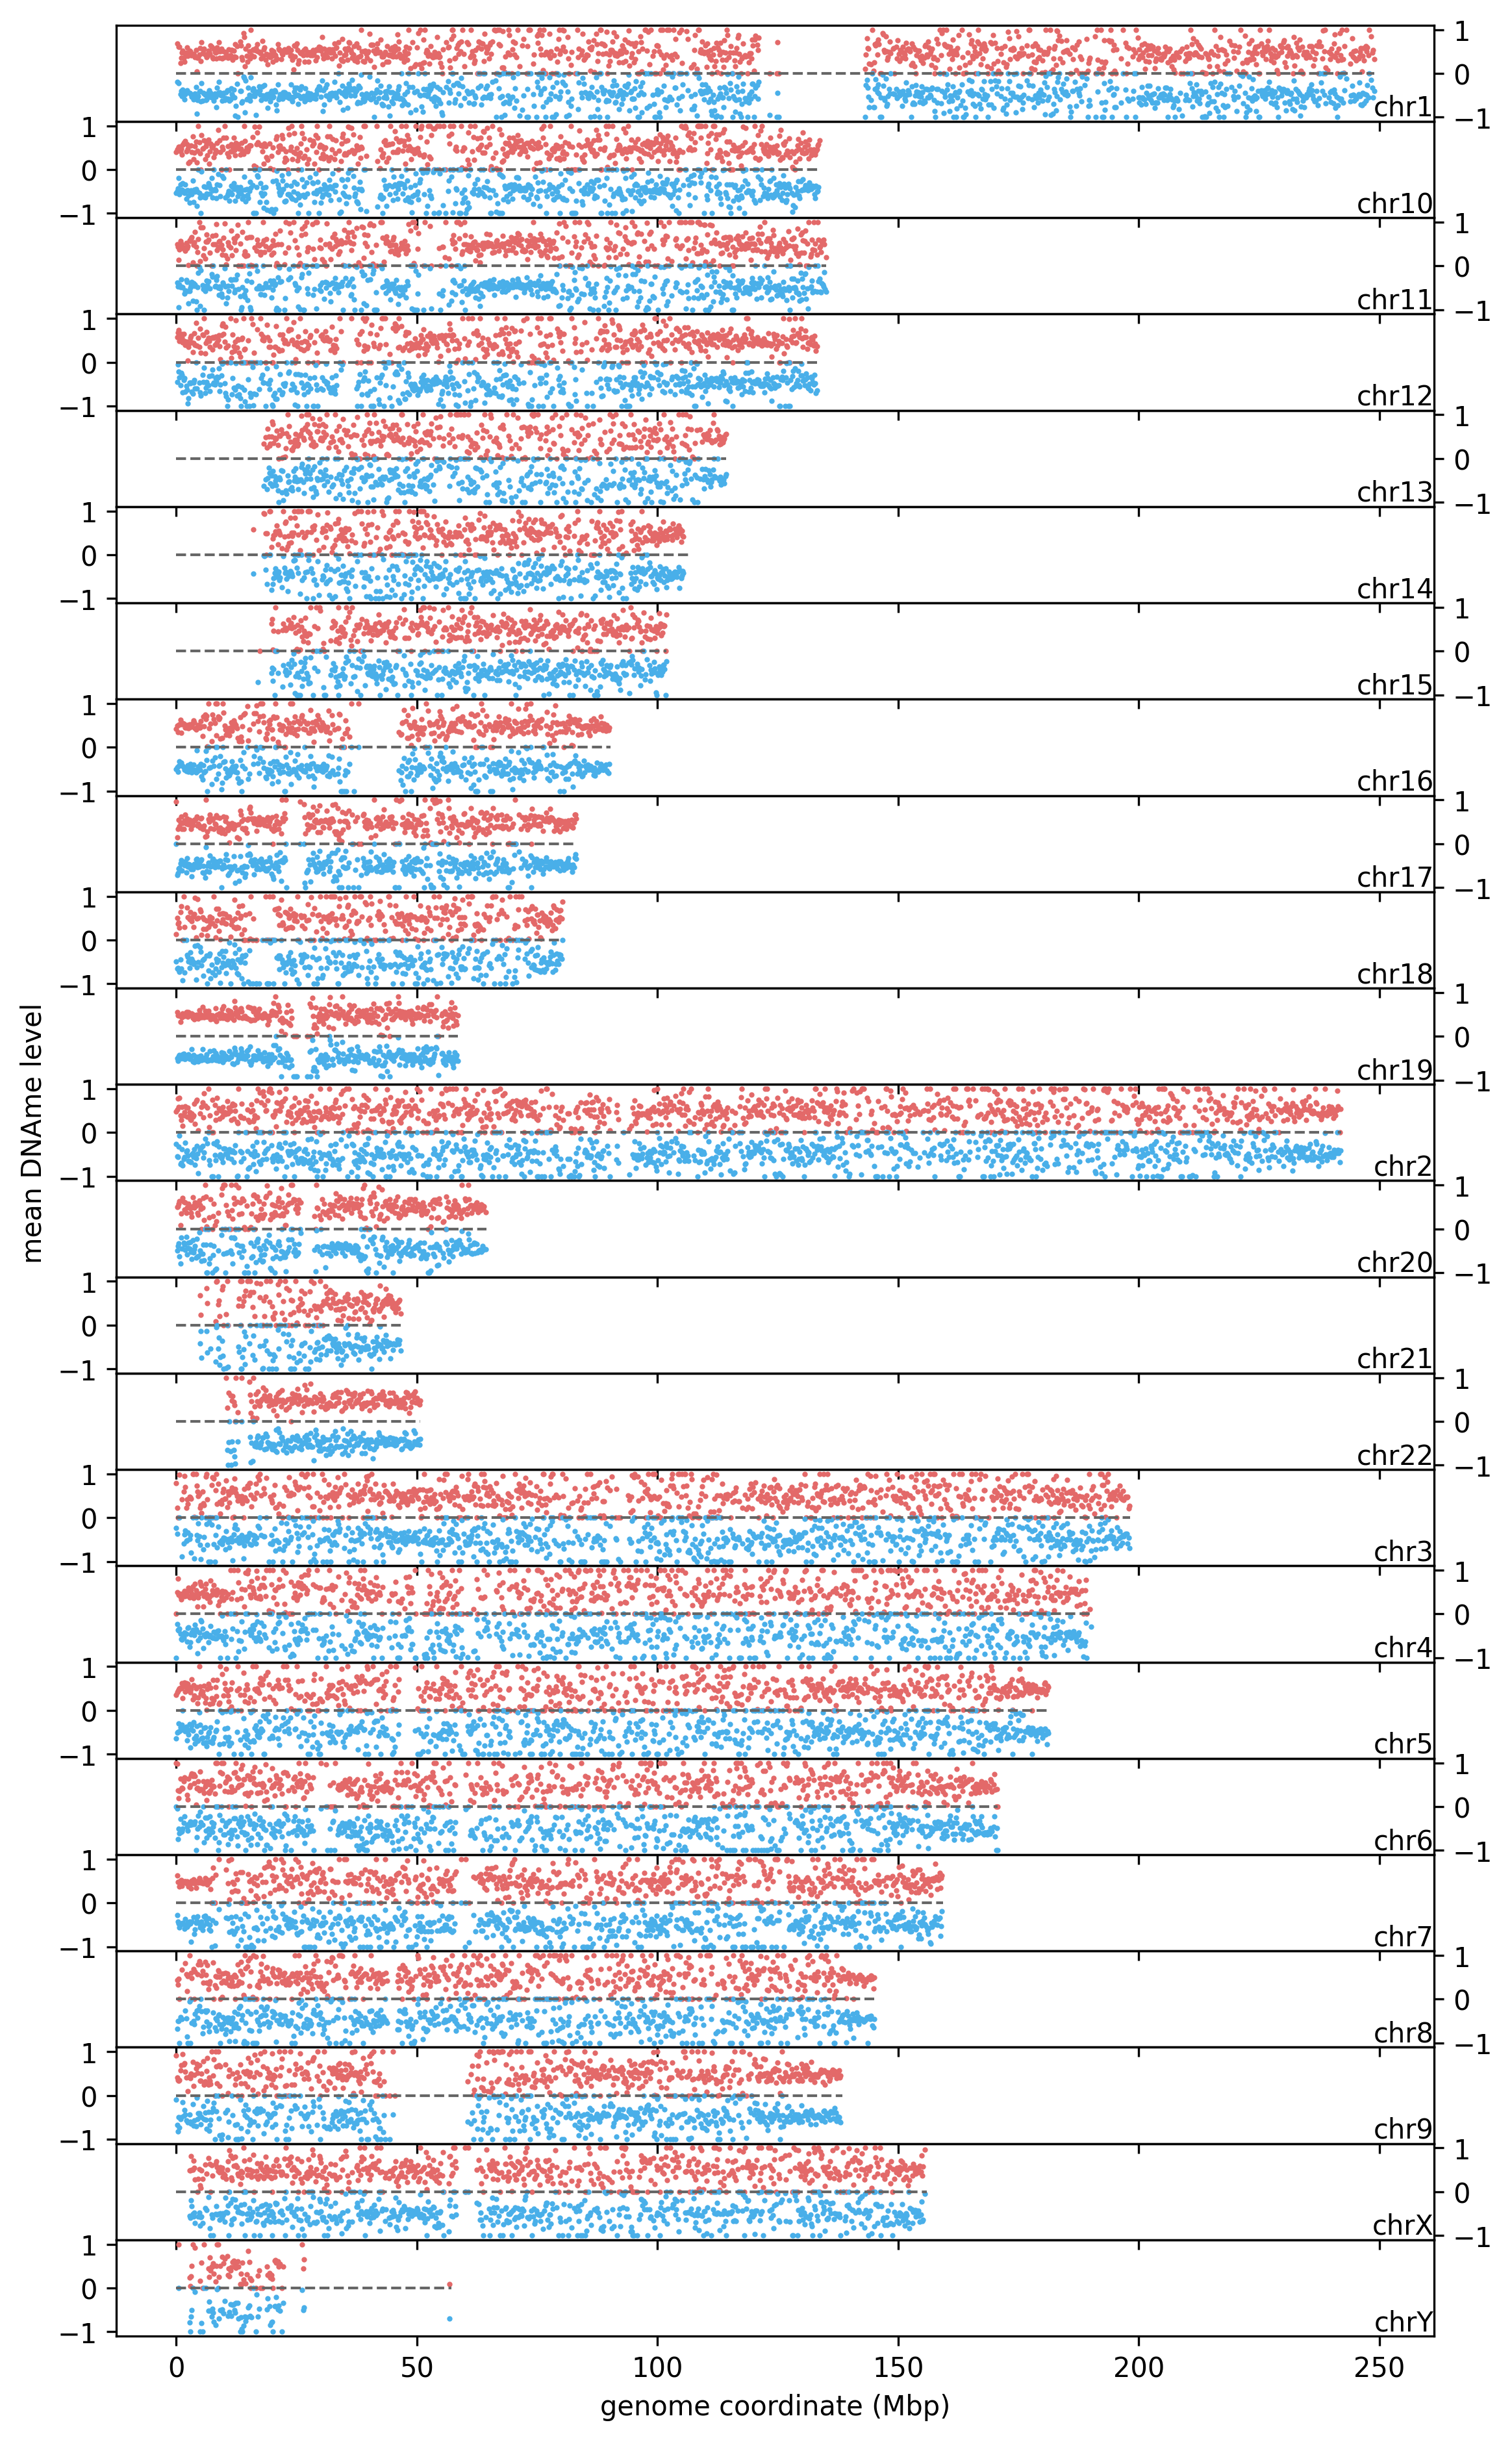 1
0
chr1
−1
1
0
chr10
−1
1
0
chr11
−1
1
0
chr12
−1
1
0
chr13
−1
1
0
chr14
−1
1
0
chr15
−1
1
0
chr16
−1
1
0
chr17
−1
1
0
chr18
−1
1
0
chr19
−1
1
0
chr2
−1
1
0
chr20
−1
1
0
chr21
−1
1
0
chr22
−1
1
0
chr3
−1
1
0
chr4
−1
1
0
chr5
−1
1
0
chr6
−1
1
0
chr7
−1
1
0
chr8
−1
1
0
chr9
−1
1
0
chrX
−1
1
0
chrY
−1
mean DNAme level
0 50 100 150 200 250
genome coordinate (Mbp)